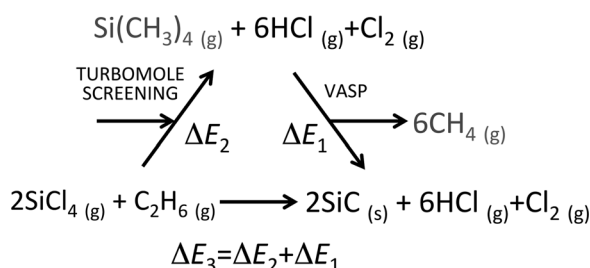 Si(CH₃)₄ (g) + 6HCl (g)+Cl₂ (g)
TURBOMOLE
SCREENING
VASP
ΔE₂
ΔE₁
6CH₄ (g)
2SiCl₄ (g) + C₂H₆ (g)
2SiC (s) + 6HCl (g)+Cl₂ (g)
ΔE₃=ΔE₂+ΔE₁